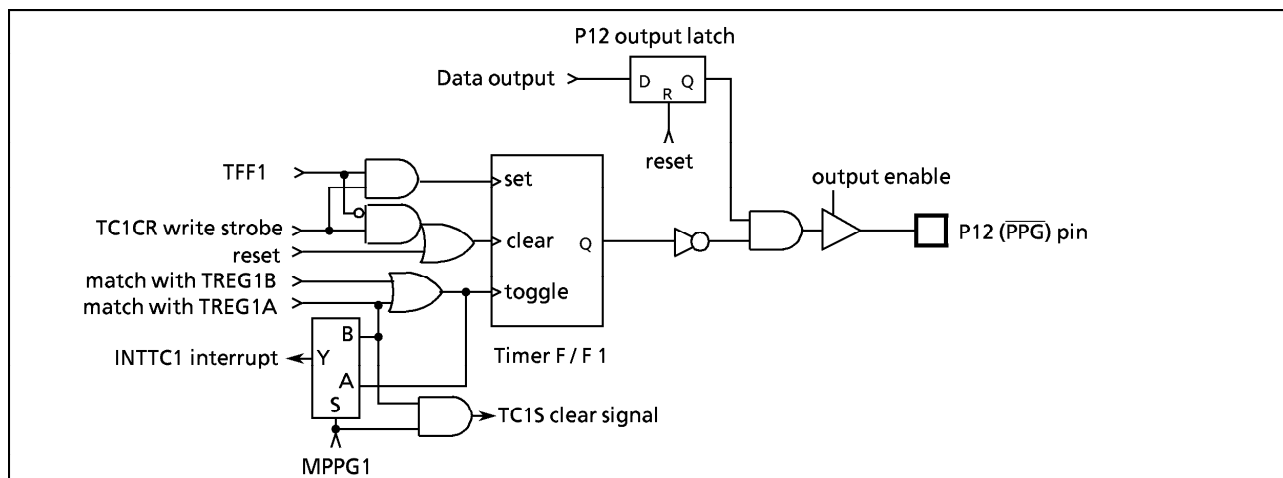 P12 output latch
Data output
D Q
R
reset
TFF1
set
output enable
TC1CR write strobe
clear
Q
P12 (PPG) pin
reset
match with TREG1B
toggle
match with TREG1A
B
INTTC1 interrupt
Y
Timer F / F 1
A
S
TC1S clear signal
MPPG1